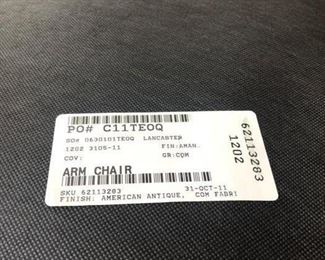 PO# C11TEOQ
SO# 0630101TEOQ LANCASTER
1202 3105-11 FIN:AMAN.
COV: GR:COM
ARM CHAIR
SKU 62113283 31-OCT-11
FINISH: AMERICAN ANTIQUE, COM FABRI
62113283
1202